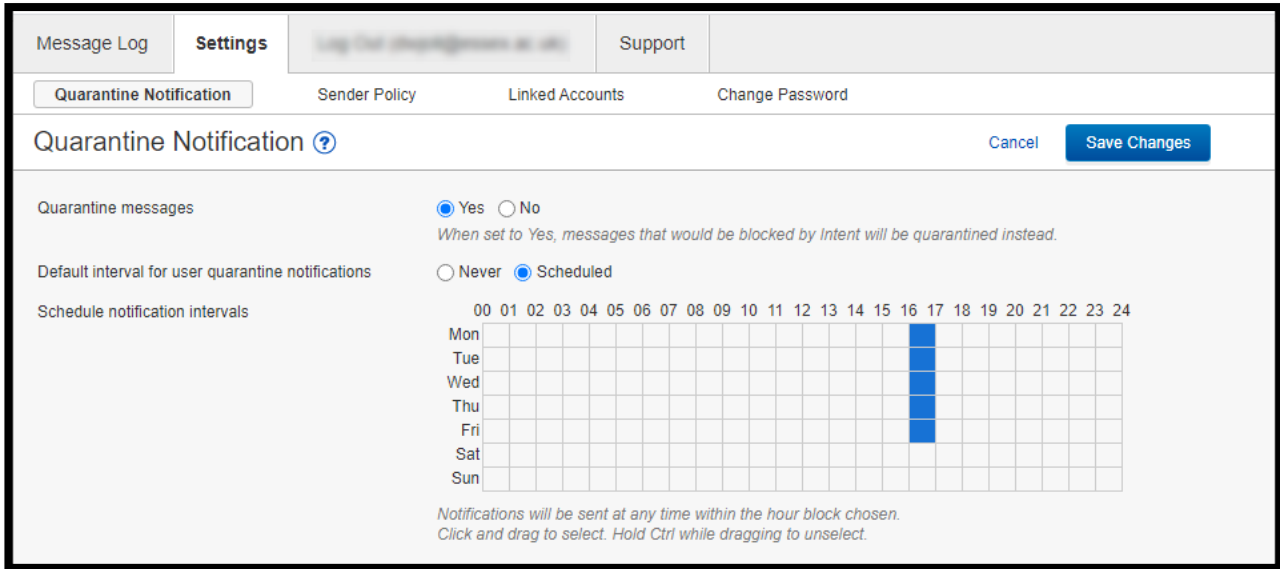 Message Log Settings Support
Quarantine Notification Sender Policy Linked Accounts Change Password
Quarantine Notification ? Cancel Save Changes
Quarantine messages Yes No
When set to Yes, messages that would be blocked by Intent will be quarantined instead.
Default interval for user quarantine notifications Never Scheduled
Schedule notification intervals 00 01 02 03 04 05 06 07 08 09 10 11 12 13 14 15 16 17 18 19 20 21 22 23 24
Mon
Tue
Wed
Thu
Fri
Sat
Sun
Notifications will be sent at any time within the hour block chosen.
Click and drag to select. Hold Ctrl while dragging to unselect.